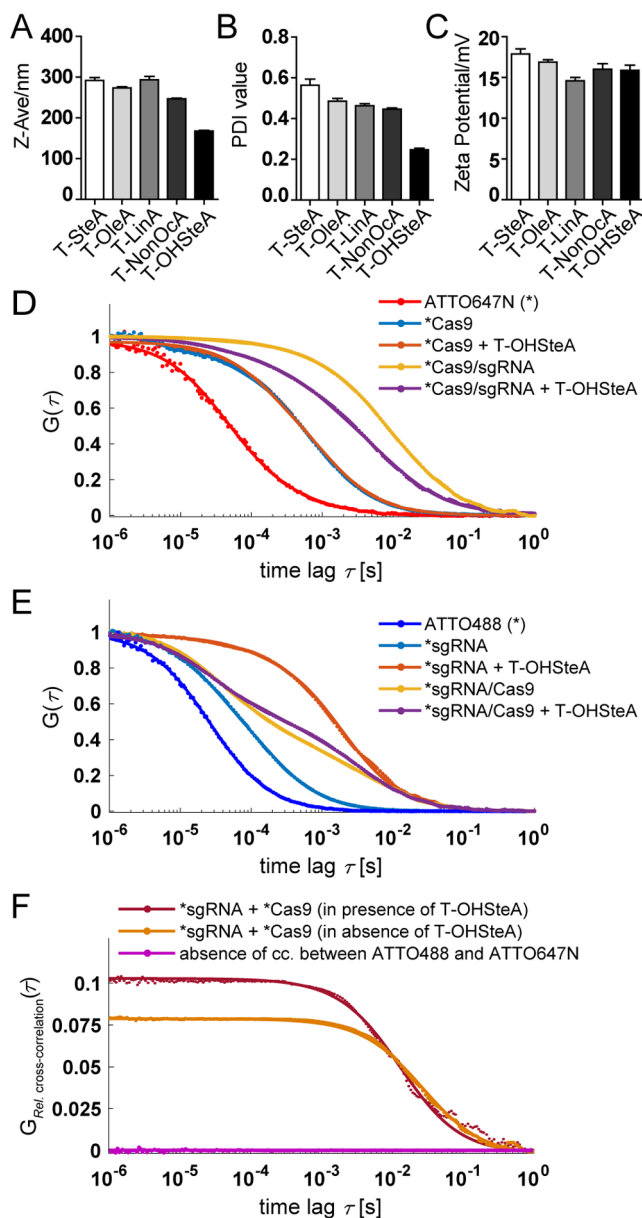 A
B
C
Z-Ave/nm
400
300
200
100
0
T-SteA
T-OleA
T-LinA
T-NonOcA
T-OHSteA
PDI value
0.8
0.6
0.4
0.2
0.0
T-SteA
T-OleA
T-LinA
T-NonOcA
T-OHSteA
Zeta Potential/mV
20
15
10
5
0
T-SteA
T-OleA
T-LinA
T-NonOcA
T-OHSteA
D
ATTO647N (*)
*Cas9
*Cas9 + T-OHSteA
*Cas9/sgRNA
*Cas9/sgRNA + T-OHSteA
G(τ)
1
0.8
0.6
0.4
0.2
0
10⁻⁶ 10⁻⁵ 10⁻⁴ 10⁻³ 10⁻² 10⁻¹ 10⁰
time lag τ [s]
E
ATTO488 (*)
*sgRNA
*sgRNA + T-OHSteA
*sgRNA/Cas9
*sgRNA/Cas9 + T-OHSteA
G(τ)
1
0.8
0.6
0.4
0.2
0
10⁻⁶ 10⁻⁵ 10⁻⁴ 10⁻³ 10⁻² 10⁻¹ 10⁰
time lag τ [s]
F
*sgRNA + *Cas9 (in presence of T-OHSteA)
*sgRNA + *Cas9 (in absence of T-OHSteA)
absence of cc. between ATTO488 and ATTO647N
G Rel. cross-correlation(τ)
0.1
0.075
0.05
0.025
0
10⁻⁶ 10⁻⁵ 10⁻⁴ 10⁻³ 10⁻² 10⁻¹ 10⁰
time lag τ [s]